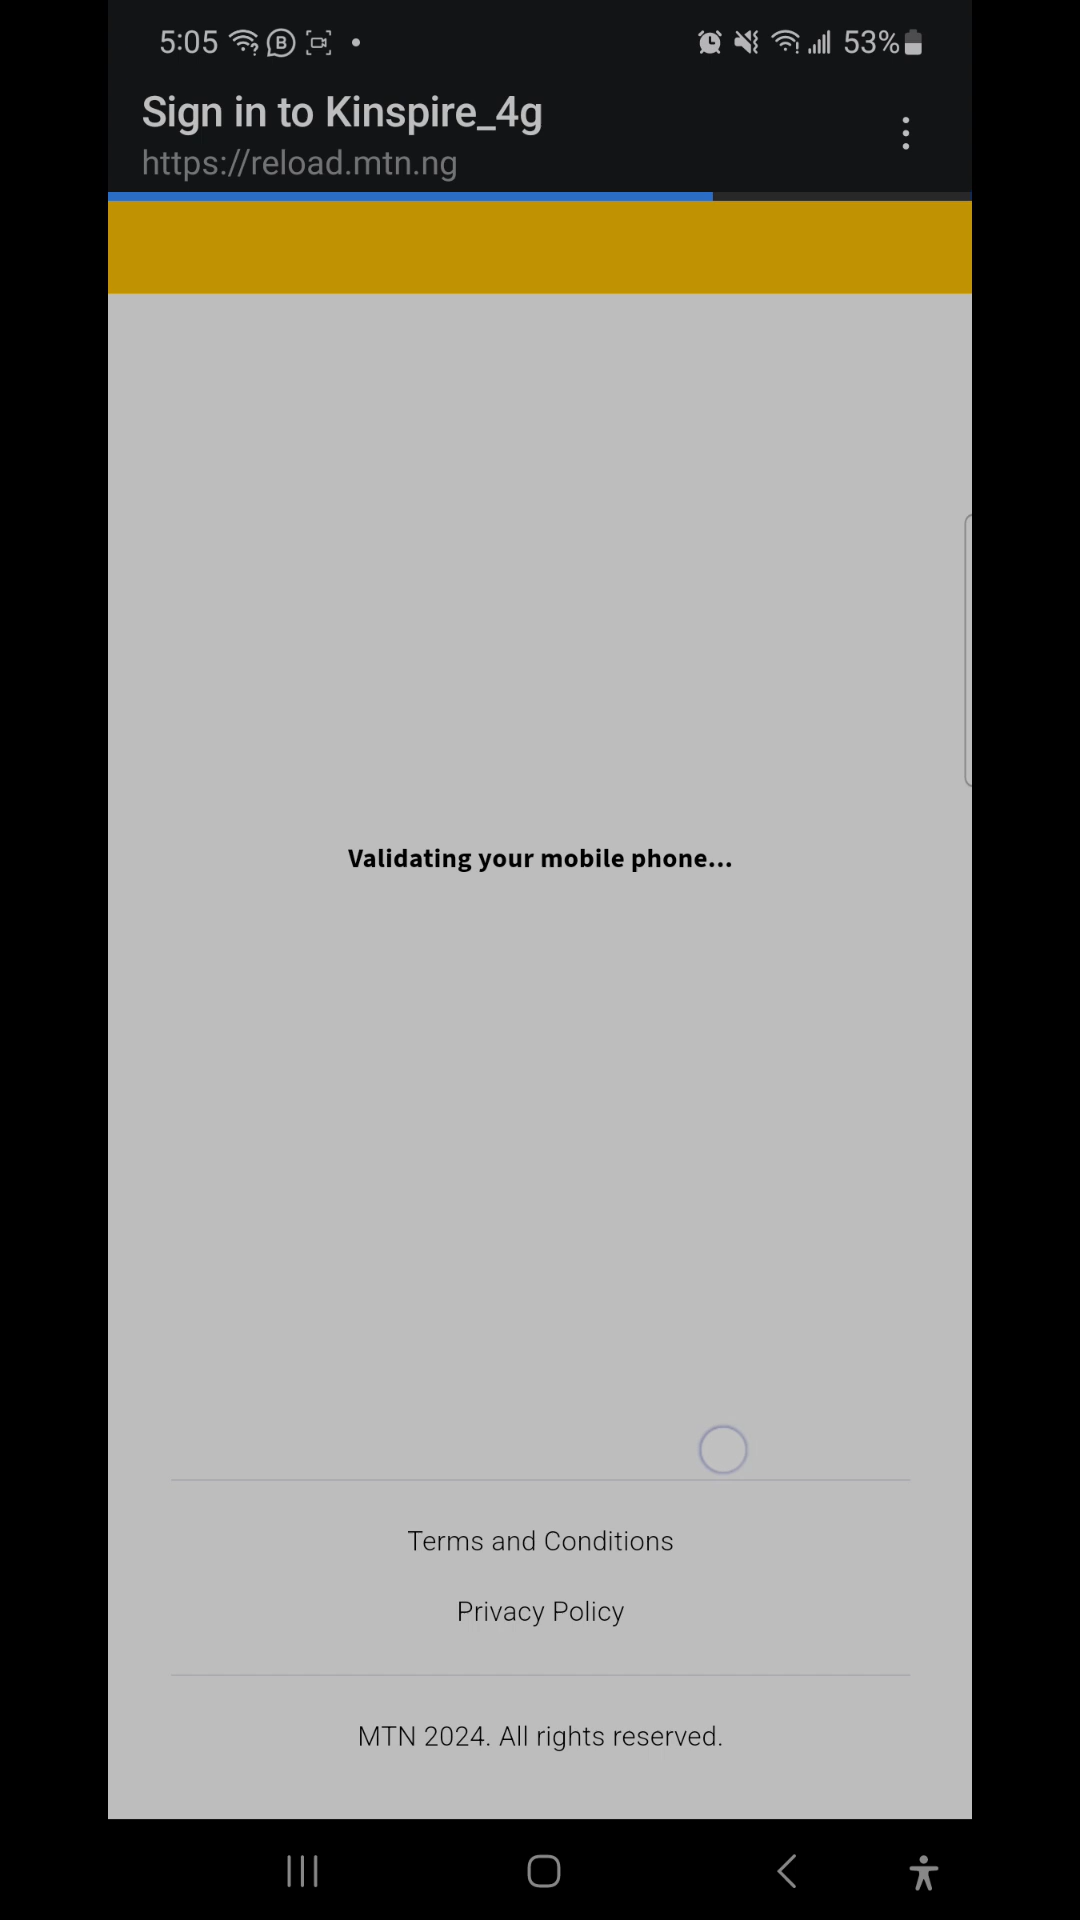 5:05
53%
Sign in to Kinspire_4g
https://reload.mtn.ng
Validating your mobile phone...
Terms and Conditions
Privacy Policy
MTN 2024. All rights reserved.